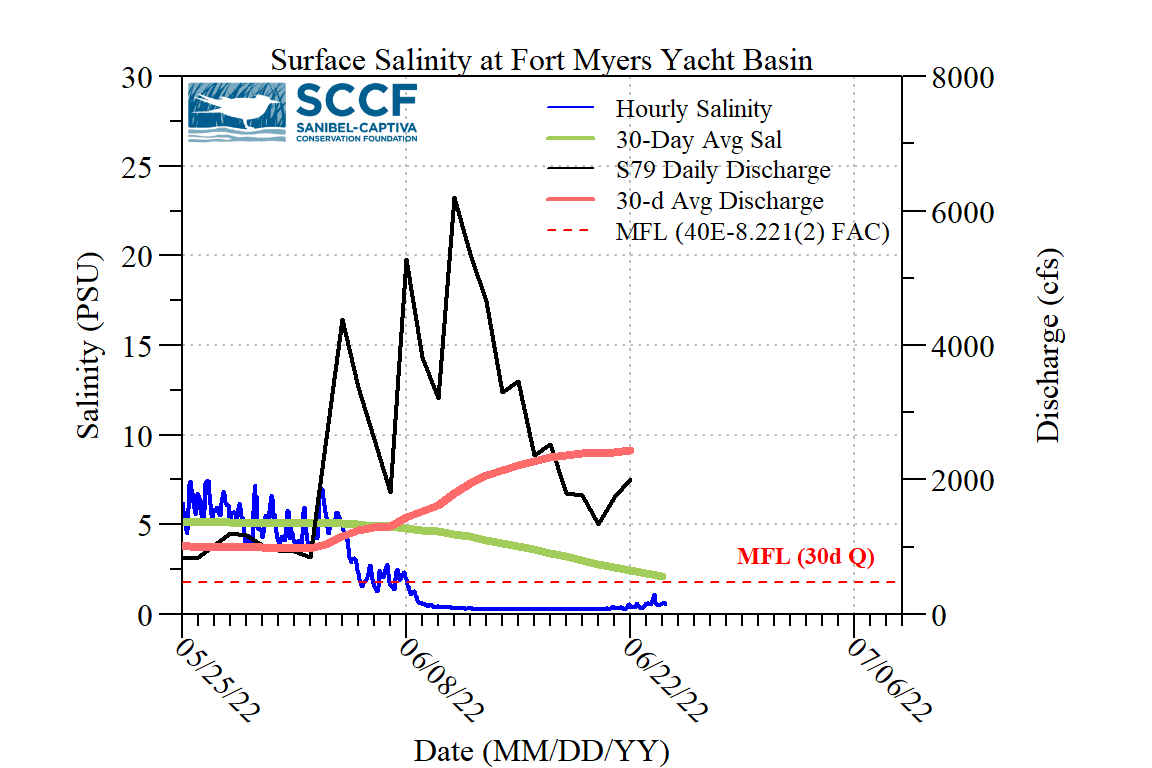 Surface Salinity at Fort Myers Yacht Basin
SCCF
SANIBEL-CAPTIVA
CONSERVATION FOUNDATION
Hourly Salinity
30-Day Avg Sal
S79 Daily Discharge
30-d Avg Discharge
MFL (40E-8.221(2) FAC)
30
25
20
15
10
5
0
Salinity (PSU)
8000
6000
4000
2000
0
Discharge (cfs)
MFL (30d Q)
05/25/22
06/08/22
06/22/22
07/06/22
Date (MM/DD/YY)